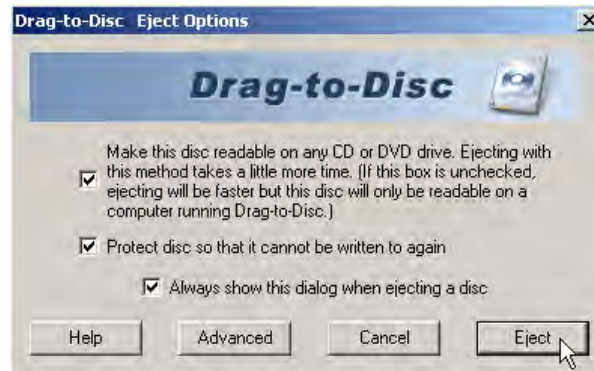 Drag-to-Disc  Eject Options
Drag-to-Disc
Make this disc readable on any CD or DVD drive. Ejecting with
this method takes a little more time. (If this box is unchecked,
ejecting will be faster but this disc will only be readable on a
computer running Drag-to-Disc.)
Protect disc so that it cannot be written to again
Always show this dialog when ejecting a disc
Help Advanced Cancel Eject